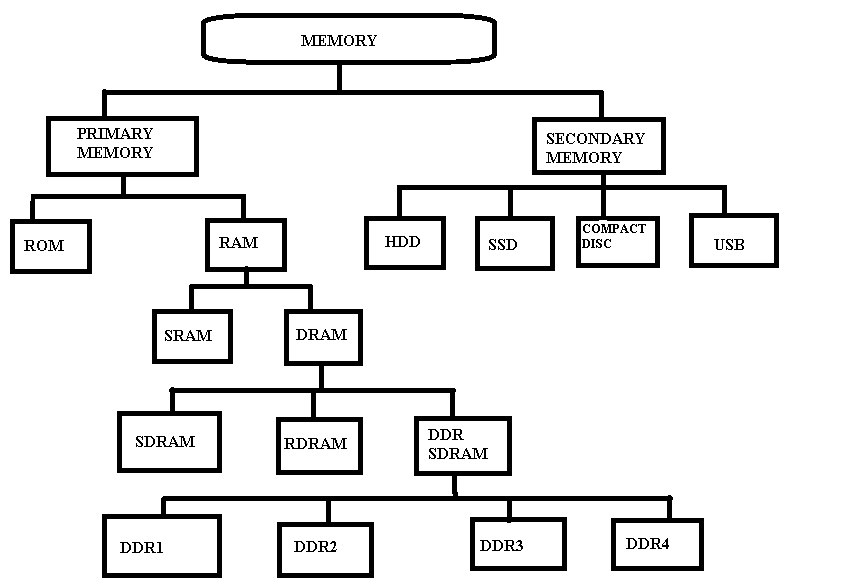 MEMORY
PRIMARY
MEMORY
SECONDARY
MEMORY
ROM
RAM
HDD
SSD
COMPACT
DISC
USB
SRAM
DRAM
SDRAM
RDRAM
DDR
SDRAM
DDR1
DDR2
DDR3
DDR4